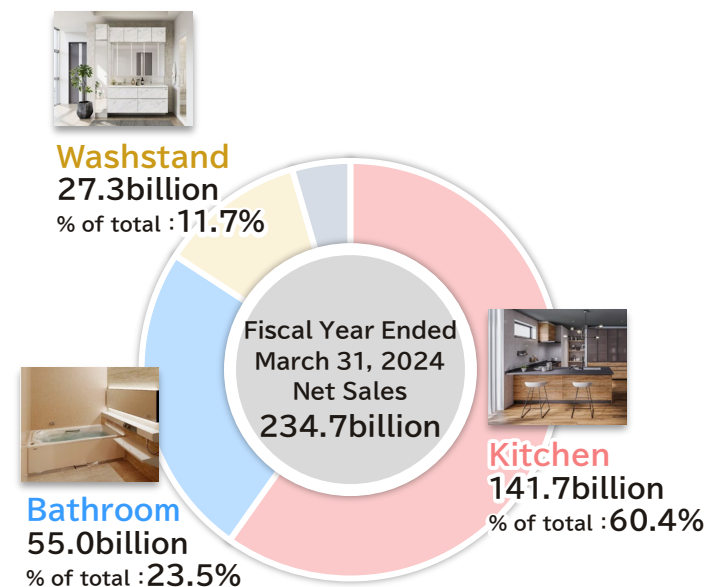 Washstand
27.3billion
% of total :11.7%
Fiscal Year Ended
March 31, 2024
Net Sales
234.7billion
Kitchen
141.7billion
% of total :60.4%
Bathroom
55.0billion
% of total :23.5%